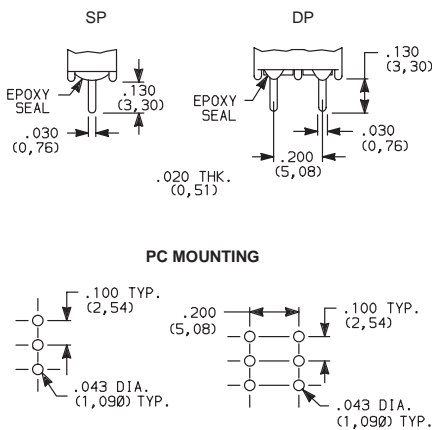 SP
DP
EPOXY
SEAL
.130
(3,30)
.030
(0,76)
EPOXY
SEAL
.130
(3,30)
.030
(0,76)
.200
(5,08)
.020 THK.
(0,51)
PC MOUNTING
.100 TYP.
(2,54)
.043 DIA.
(1,090) TYP.
.200
(5,08)
.100 TYP.
(2,54)
.043 DIA.
(1,090) TYP.